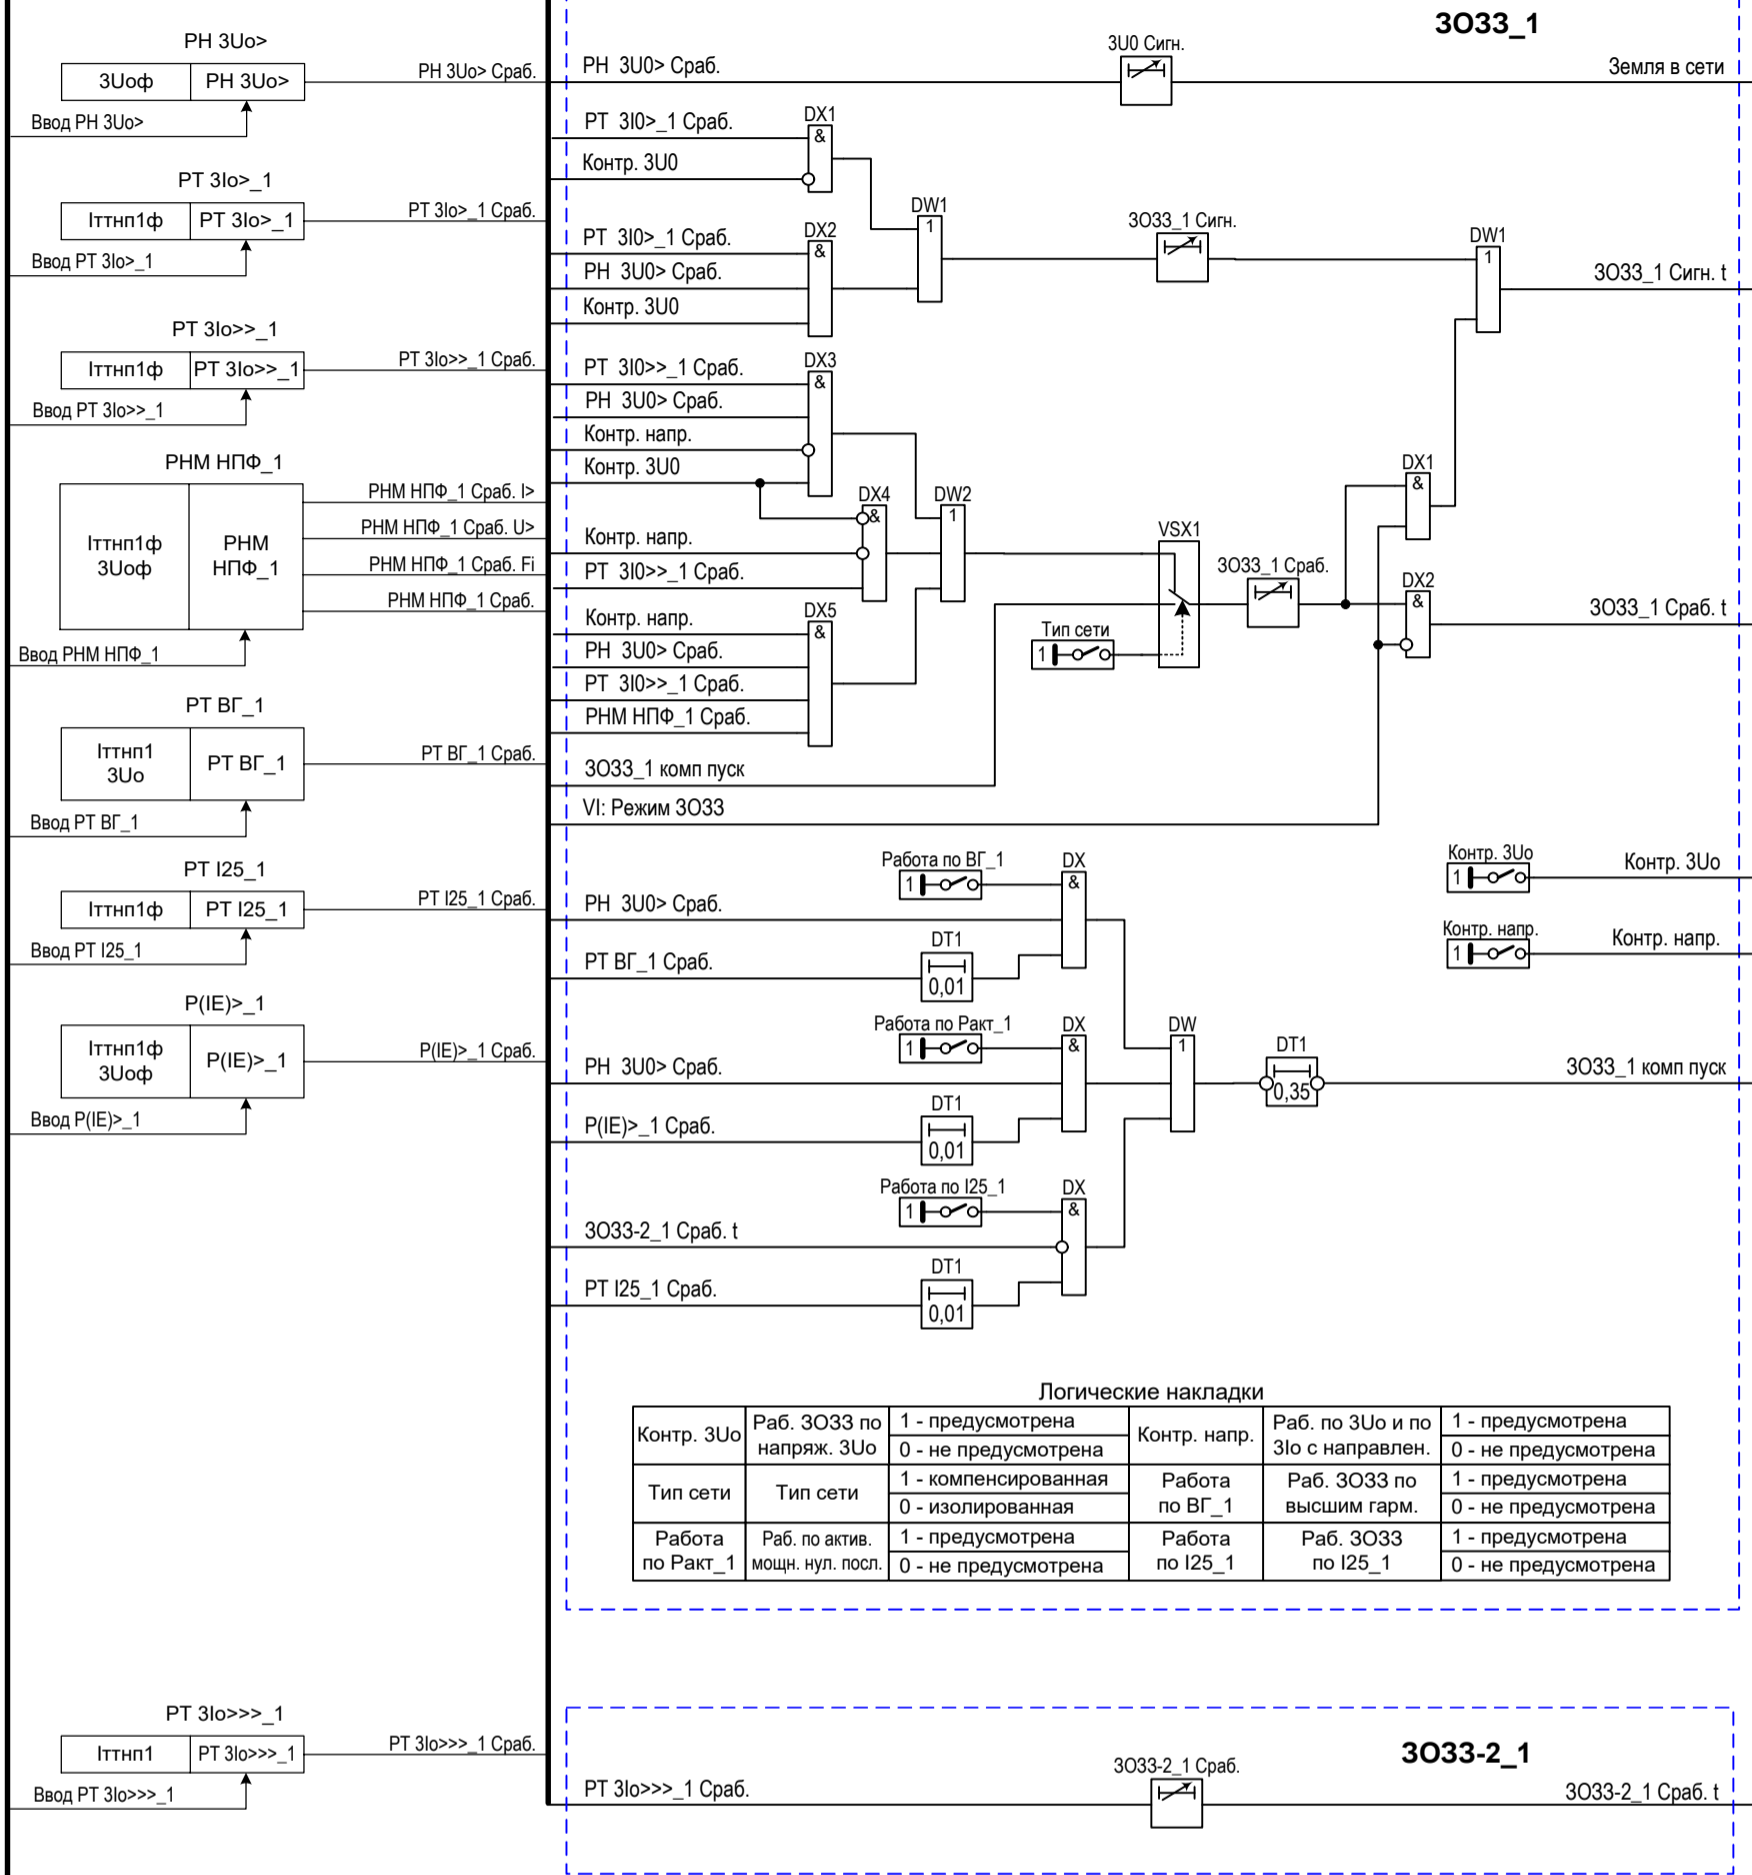 ЗОЗЗ_1
РН 3Uo>
3Uоф
РН 3Uo>
РН 3Uo> Сраб.
Ввод РН 3Uo>
РТ 3Io>_1
Iттнп1ф
РТ 3Io>_1
РТ 3Io>_1 Сраб.
Ввод РТ 3Io>_1
РТ 3Io>>_1
Iттнп1ф
РТ 3Io>>_1
РТ 3Io>>_1 Сраб.
Ввод РТ 3Io>>_1
РНМ НПФ_1
Iттнп1ф
3Uоф
РНМ
НПФ_1
РНМ НПФ_1 Сраб. I>
РНМ НПФ_1 Сраб. U>
РНМ НПФ_1 Сраб. Fi
РНМ НПФ_1 Сраб.
Ввод РНМ НПФ_1
РТ ВГ_1
Iттнп1
3Uo
РТ ВГ_1
РТ ВГ_1 Сраб.
Ввод РТ ВГ_1
РТ I25_1
Iттнп1ф
РТ I25_1
РТ I25_1 Сраб.
Ввод РТ I25_1
P(IE)>_1
Iттнп1ф
3Uоф
P(IE)>_1
P(IE)>_1 Сраб.
Ввод P(IE)>_1
РТ 3Io>>>_1
Iттнп1
РТ 3Io>>>_1
РТ 3Io>>>_1 Сраб.
Ввод РТ 3Io>>>_1
РН 3U0> Сраб.
3U0 Сигн.
Земля в сети
РТ 3I0>_1 Сраб.
Контр. 3U0
DX1
&
РТ 3I0>_1 Сраб.
РН 3U0> Сраб.
Контр. 3U0
DX2
&
DW1
1
ЗОЗЗ_1 Сигн.
DW1
1
ЗОЗЗ_1 Сигн. t
РТ 3I0>>_1 Сраб.
РН 3U0> Сраб.
Контр. напр.
Контр. 3U0
DX3
&
DX4
&
DW2
1
Контр. напр.
РТ 3I0>>_1 Сраб.
VSX1
ЗОЗЗ_1 Сраб.
DX1
&
DX2
&
ЗОЗЗ_1 Сраб. t
Тип сети
1
Контр. напр.
РН 3U0> Сраб.
РТ 3I0>>_1 Сраб.
РНМ НПФ_1 Сраб.
DX5
&
ЗОЗЗ_1 комп пуск
VI: Режим ЗОЗЗ
Работа по ВГ_1
1
DX
&
РН 3U0> Сраб.
РТ ВГ_1 Сраб.
DT1
0,01
Контр. 3Uo
1
Контр. 3Uo
Контр. напр.
1
Контр. напр.
Работа по Ракт_1
1
DX
&
DW
1
РН 3U0> Сраб.
P(IE)>_1 Сраб.
DT1
0,01
DT1
0,35
ЗОЗЗ_1 комп пуск
Работа по I25_1
1
DX
&
ЗОЗЗ-2_1 Сраб. t
РТ I25_1 Сраб.
DT1
0,01
Логические накладки
Контр. 3Uo
Раб. ЗОЗЗ по
напряж. 3Uo
1 - предусмотрена
0 - не предусмотрена
Контр. напр.
Раб. по 3Uo и по
3Io с направлен.
1 - предусмотрена
0 - не предусмотрена
Тип сети
Тип сети
1 - компенсированная
0 - изолированная
Работа
по ВГ_1
Раб. ЗОЗЗ по
высшим гарм.
1 - предусмотрена
0 - не предусмотрена
Работа
по Ракт_1
Раб. по актив.
мощн. нул. посл.
1 - предусмотрена
0 - не предусмотрена
Работа
по I25_1
Раб. ЗОЗЗ
по I25_1
1 - предусмотрена
0 - не предусмотрена
ЗОЗЗ-2_1
РТ 3Io>>>_1 Сраб.
ЗОЗЗ-2_1 Сраб.
ЗОЗЗ-2_1 Сраб. t